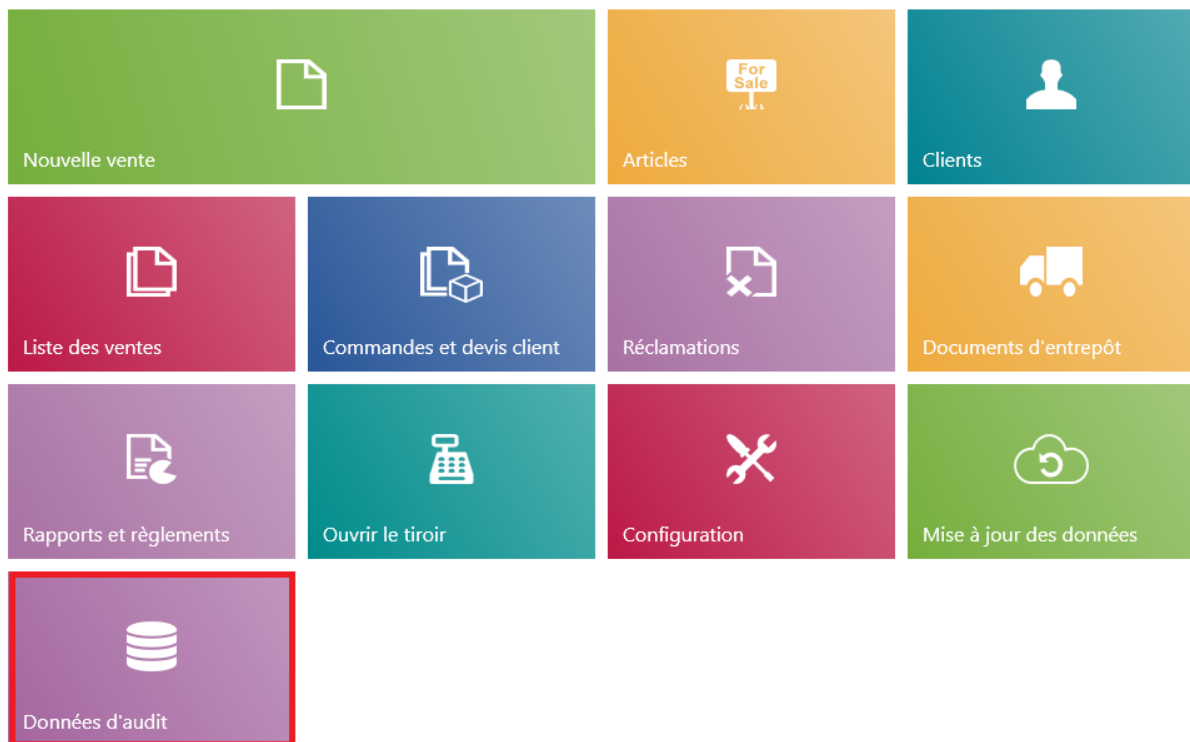 Nouvelle vente
For
Sale
Articles
Clients
Liste des ventes
Commandes et devis client
Réclamations
Documents d'entrepôt
Rapports et règlements
Ouvrir le tiroir
Configuration
Mise à jour des données
Données d'audit